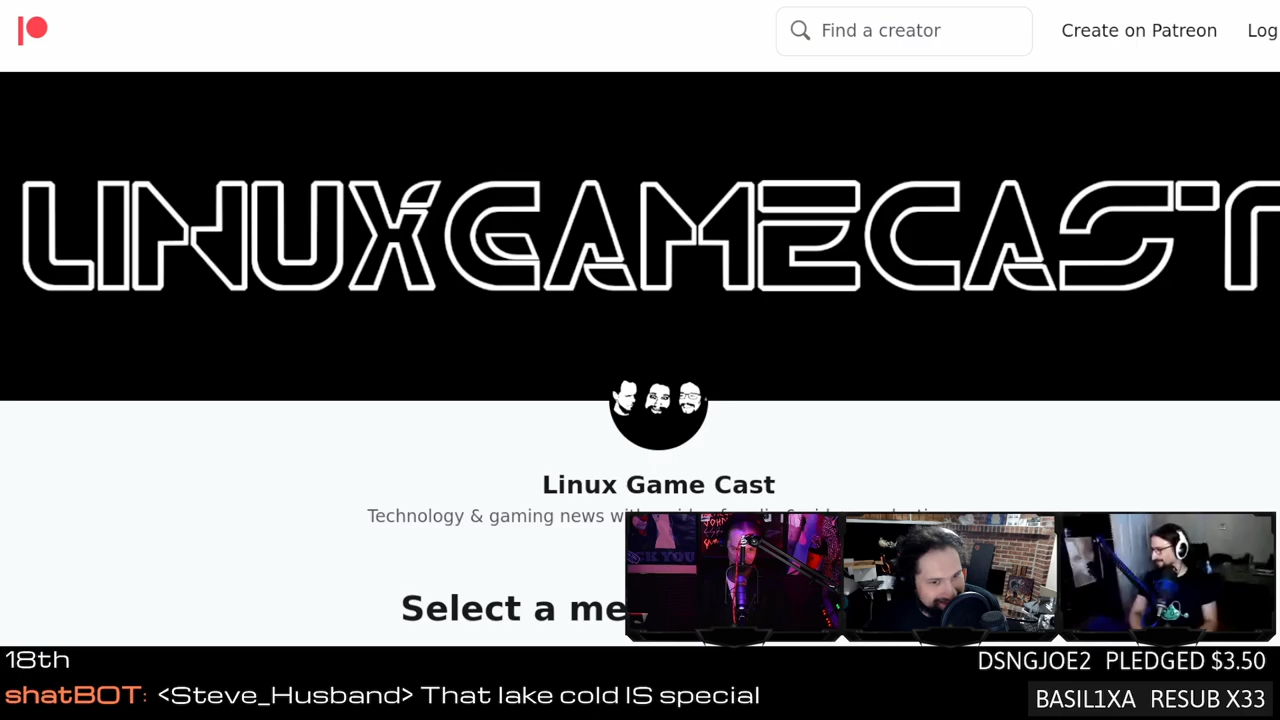 Find a creator
Create on Patreon
Log
LINUXGAMECAST
Linux Game Cast
Technology & gaming news with
Select a me
18th
DSNGJOE2 PLEDGED $3.50
shatBOT: <Steve_Husband> That lake cold IS special
BASIL1XA RESUB X33